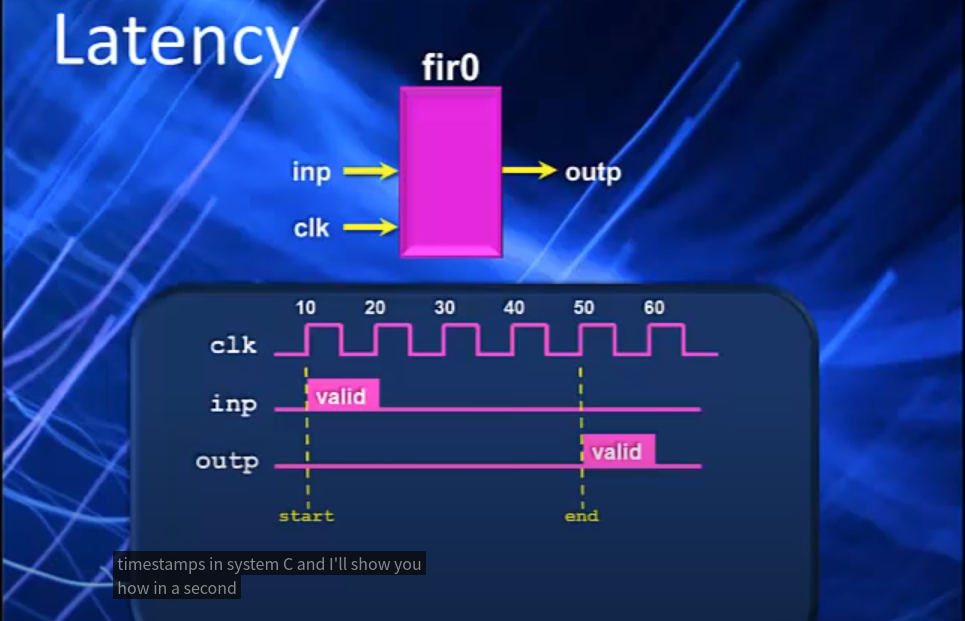 Latency
fir0
inp
outp
clk
10 20 30 40 50 60
clk
inp valid
outp valid
start end
timestamps in system C and I'll show you
how in a second